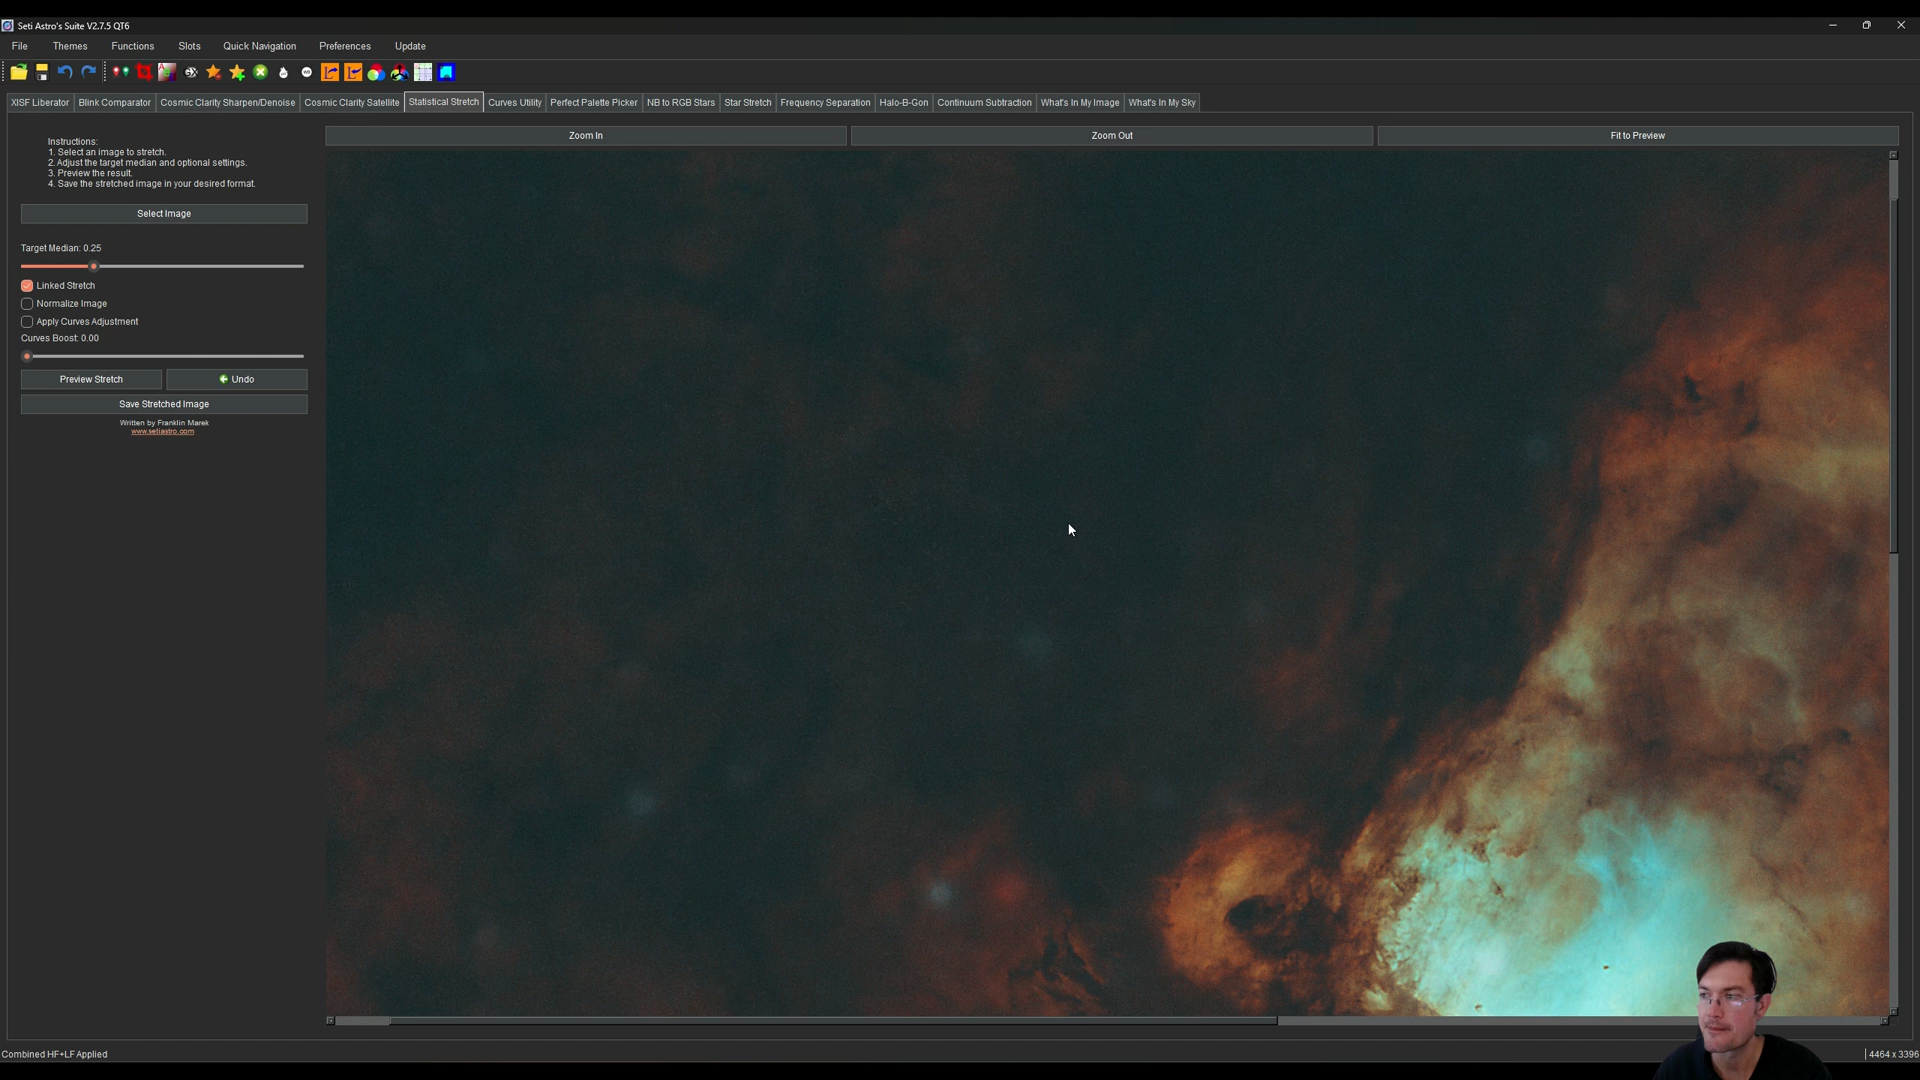 Seti Astro's Suite V2.7.5 QT6
File Themes Functions Slots Quick Navigation Preferences Update
XISF Liberator Blink Comparator Cosmic Clarity Sharpen/Denoise Cosmic Clarity Satellite Statistical Stretch Curves Utility Perfect Palette Picker NB to RGB Stars Star Stretch Frequency Separation Halo-B-Gon Continuum Subtraction What's In My Image What's In My Sky
Zoom In Zoom Out Fit to Preview
Instructions:
1. Select an image to stretch.
2. Adjust the target median and optional settings.
3. Preview the result.
4. Save the stretched image in your desired format.
Select Image
Target Median: 0.25
Linked Stretch
Normalize Image
Apply Curves Adjustment
Curves Boost: 0.00
Preview Stretch Undo
Save Stretched Image
Written by Franklin Marek
www.setiastro.com
Combined HF+LF Applied 4464 x 3396